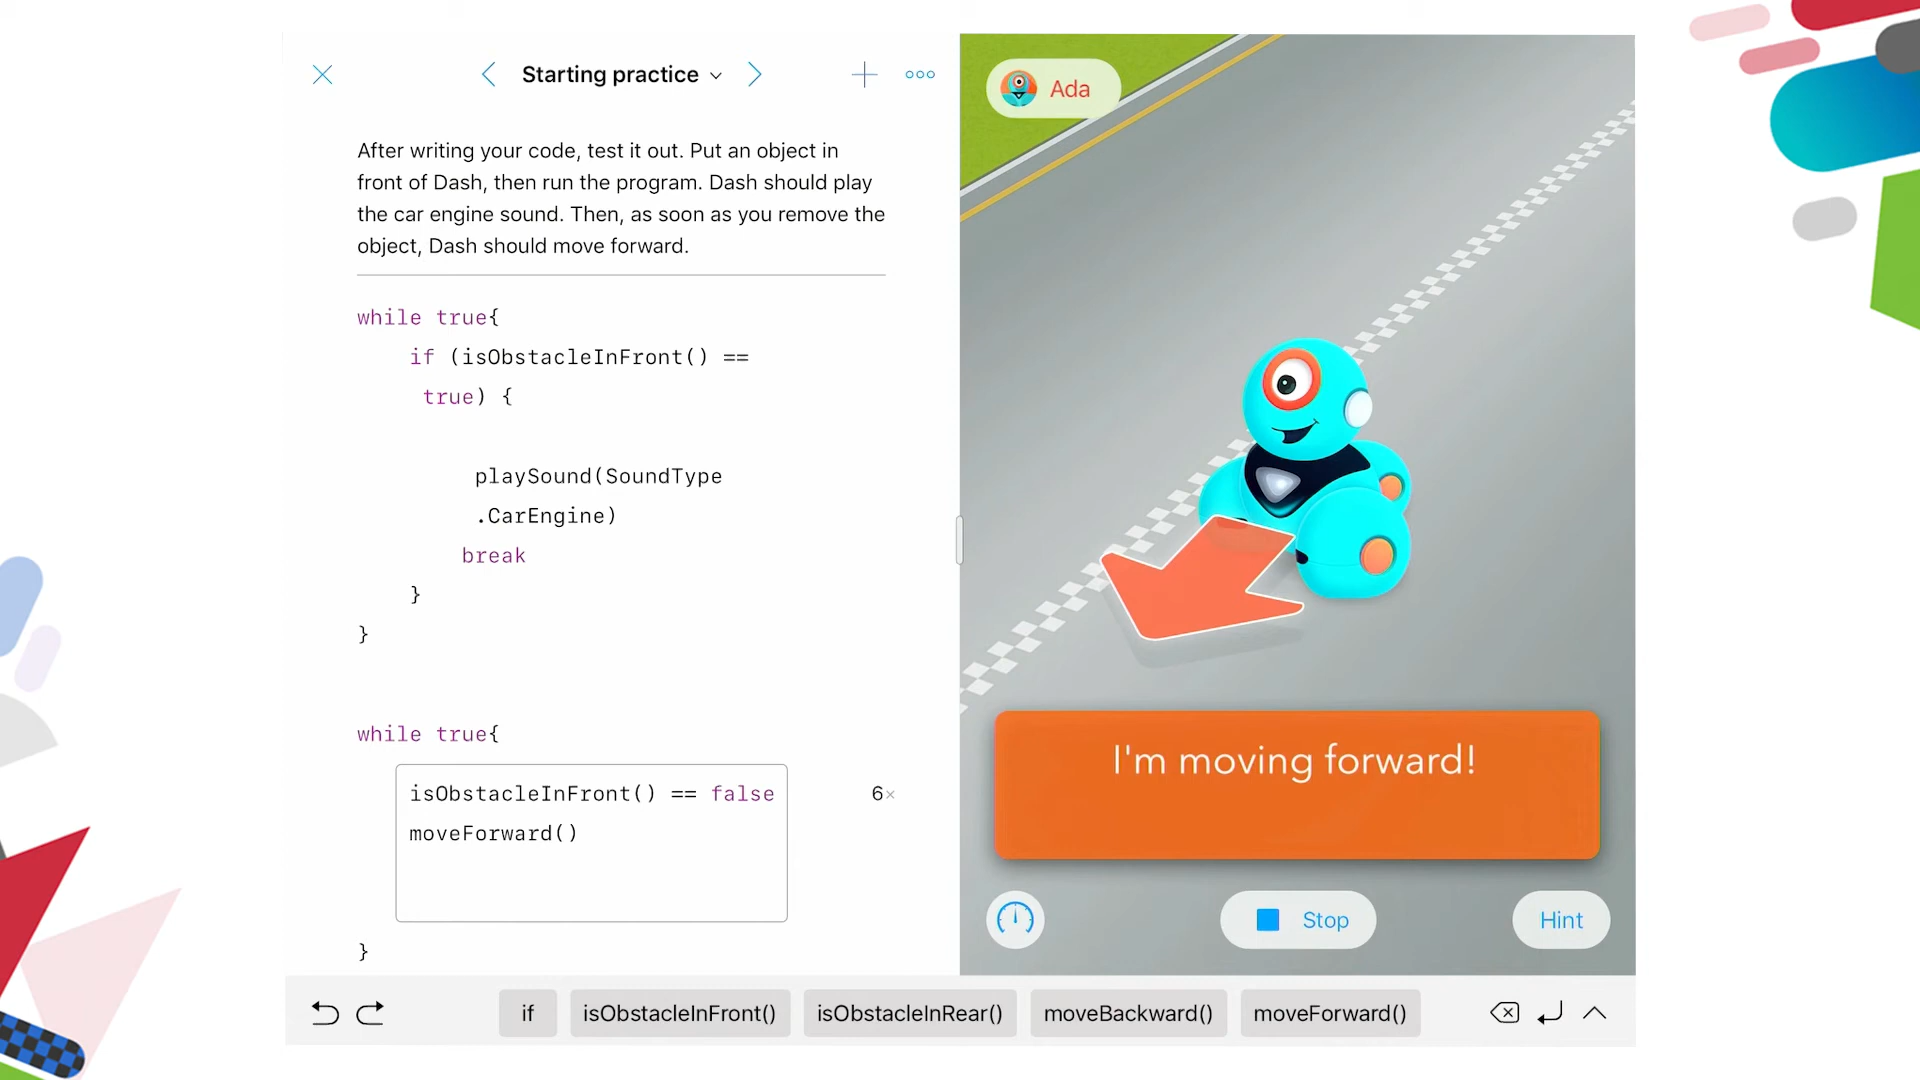 Starting practice
After writing your code, test it out. Put an object in
front of Dash, then run the program. Dash should play
the car engine sound. Then, as soon as you remove the
object, Dash should move forward.
while true{
if (isObstacleInFront() ==
true) {
playSound(SoundType
.CarEngine)
break
}
}
while true{
isObstacleInFront() == false
6×
moveForward()
}
Ada
I'm moving forward!
Stop
Hint
if
isObstacleInFront()
isObstacleInRear()
moveBackward()
moveForward()